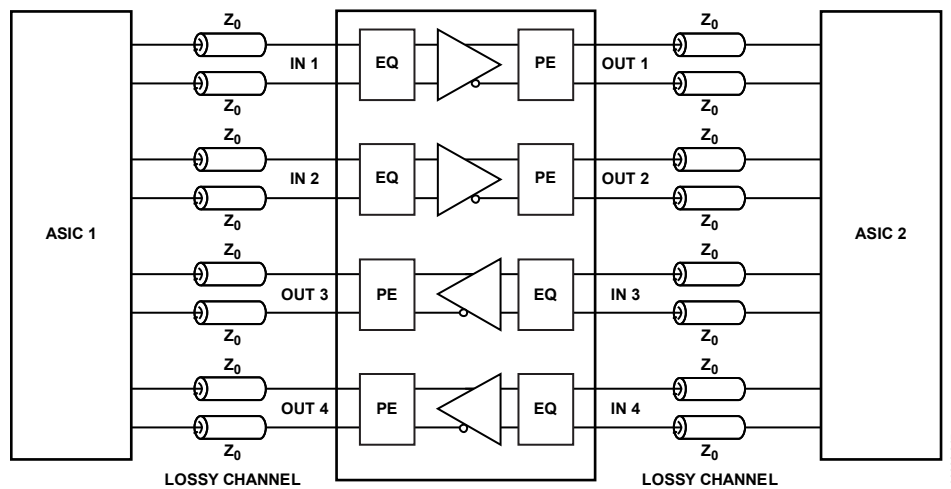 Z0 Z0
IN 1 EQ PE OUT 1
Z0 Z0
Z0 Z0
IN 2 EQ PE OUT 2
Z0 Z0
ASIC 1 ASIC 2
Z0 Z0
OUT 3 PE EQ IN 3
Z0 Z0
Z0 Z0
OUT 4 PE EQ IN 4
Z0 Z0
LOSSY CHANNEL LOSSY CHANNEL